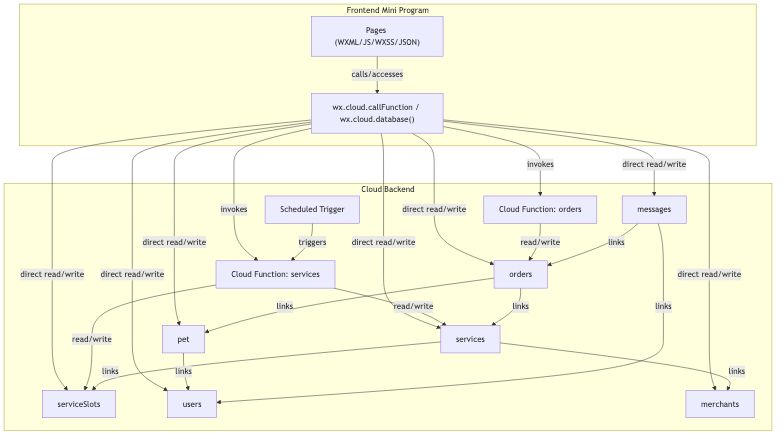 Frontend Mini Program
Pages
(WXML/JS/WXSS/JSON)
calls/accesses
wx.cloud.callFunction /
wx.cloud.database()
invokes
direct read/write
Cloud Backend
Scheduled Trigger
Cloud Function: orders
messages
invokes
direct read/write
direct read/write
direct read/write
triggers
direct read/write
read/write
links
direct read/write
direct read/write
direct read/write
Cloud Function: services
orders
links
read/write
links
links
pet
services
read/write
links
links
links
serviceSlots
users
merchants